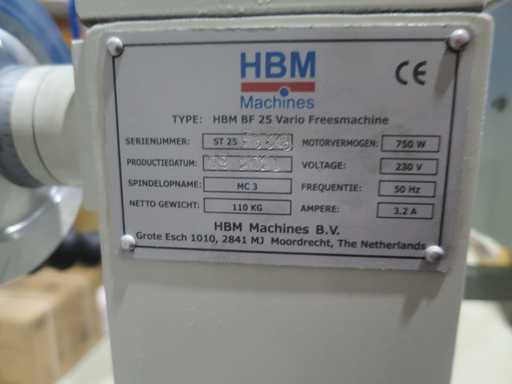 HBM
Machines
CE
TYPE: HBM BF 25 Vario Freesmachine
SERIENUMMER: ST 25
MOTORVERMOGEN: 750 W
PRODUCTIEDATUM:
VOLTAGE: 230 V
SPINDELOPNAME: MC 3
FREQUENTIE: 50 Hz
NETTO GEWICHT: 110 KG
AMPERE: 3.2 A
HBM Machines B.V.
Grote Esch 1010, 2841 MJ Moordrecht, The Netherlands